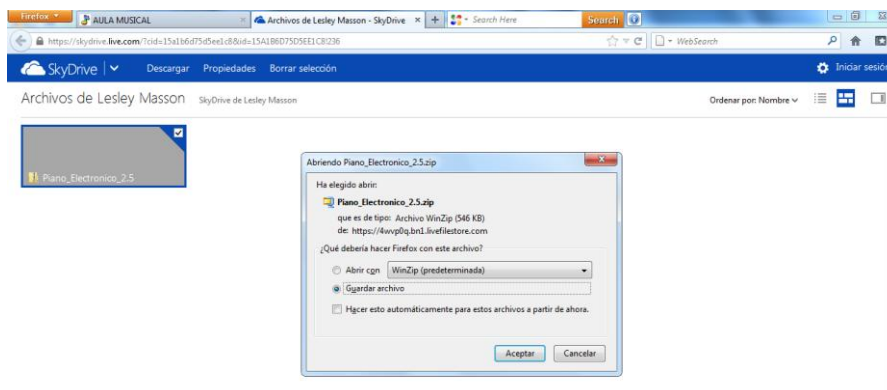 Firefox
AULA MUSICAL
Archivos de Lesley Masson - SkyDrive
Search Here
Search
https://skydrive.live.com/?cid=15a1b6d75d5ee1c8&id=15A1B6D75D5EE1C8!236
WebSearch
SkyDrive
Descargar
Propiedades
Borrar selección
Iniciar sesión
Archivos de Lesley Masson
SkyDrive de Lesley Masson
Ordenar por: Nombre
Piano_Electronico_2.5
Abriendo Piano_Electronico_2.5.zip
Ha elegido abrir:
Piano_Electronico_2.5.zip
que es de tipo: Archivo WinZip (546 KB)
de: https://4wvp0q.bn1.livefilestore.com
¿Qué debería hacer Firefox con este archivo?
Abrir con WinZip (predeterminada)
Guardar archivo
Hacer esto automáticamente para estos archivos a partir de ahora.
Aceptar
Cancelar